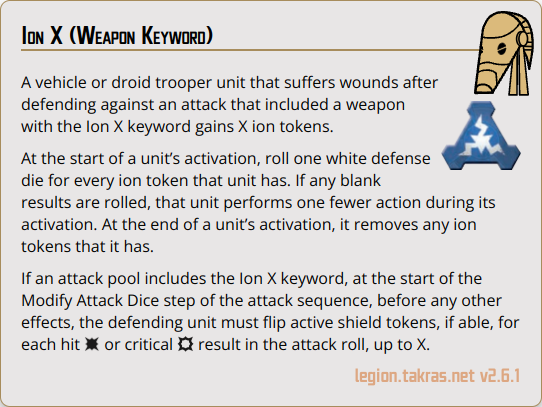 Ion X (Weapon Keyword)
A vehicle or droid trooper unit that suffers wounds after
defending against an attack that included a weapon
with the Ion X keyword gains X ion tokens.
At the start of a unit’s activation, roll one white defense
die for every ion token that unit has. If any blank
results are rolled, that unit performs one fewer action during its
activation. At the end of a unit’s activation, it removes any ion
tokens that it has.
If an attack pool includes the Ion X keyword, at the start of the
Modify Attack Dice step of the attack sequence, before any other
effects, the defending unit must flip active shield tokens, if able, for
each hit or critical result in the attack roll, up to X.
legion.takras.net v2.6.1